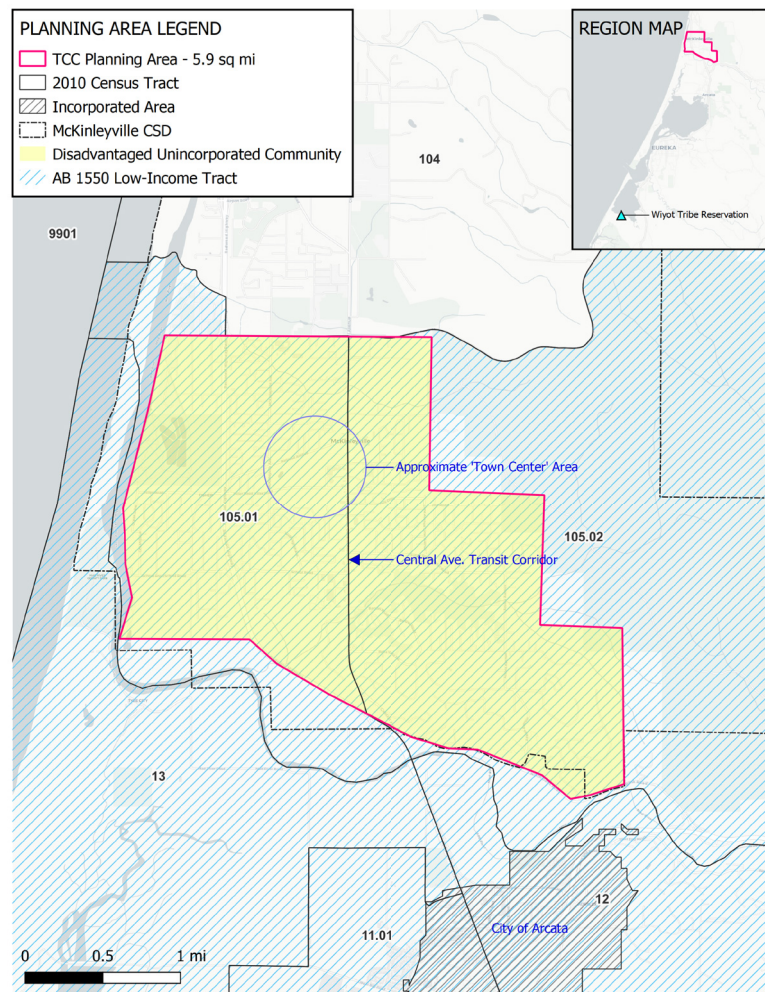 PLANNING AREA LEGEND
TCC Planning Area - 5.9 sq mi
2010 Census Tract
Incorporated Area
McKinleyville CSD
Disadvantaged Unincorporated Community
AB 1550 Low-Income Tract
REGION MAP
EUREKA
Wiyot Tribe Reservation
104
9901
McKinleyville
Approximate 'Town Center' Area
105.01
105.02
Central Ave. Transit Corridor
13
12
City of Arcata
11.01
0 0.5 1 mi